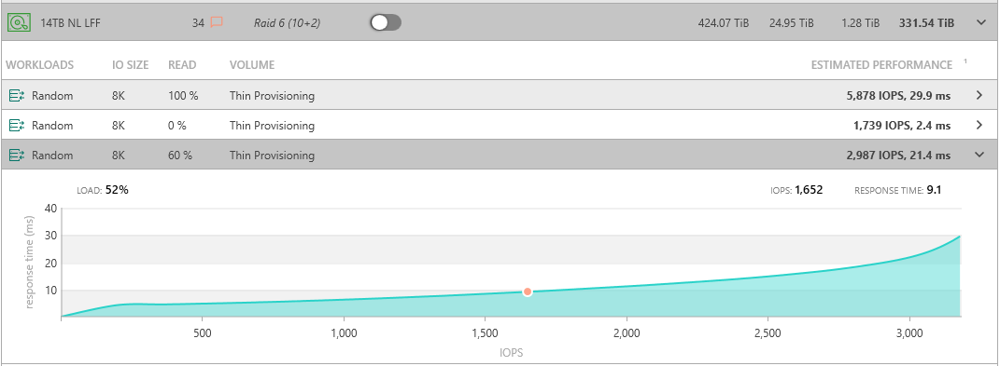 14TB NL LFF 34 Raid 6 (10+2) 424.07 TiB 24.95 TiB 1.28 TiB 331.54 TiB
WORKLOADS IO SIZE READ VOLUME ESTIMATED PERFORMANCE 1
Random 8K 100 % Thin Provisioning 5,878 IOPS, 29.9 ms
Random 8K 0 % Thin Provisioning 1,739 IOPS, 2.4 ms
Random 8K 60 % Thin Provisioning 2,987 IOPS, 21.4 ms
LOAD: 52% IOPS: 1,652 RESPONSE TIME: 9.1
response time (ms)
40
30
20
10
500 1,000 1,500 2,000 2,500 3,000
IOPS